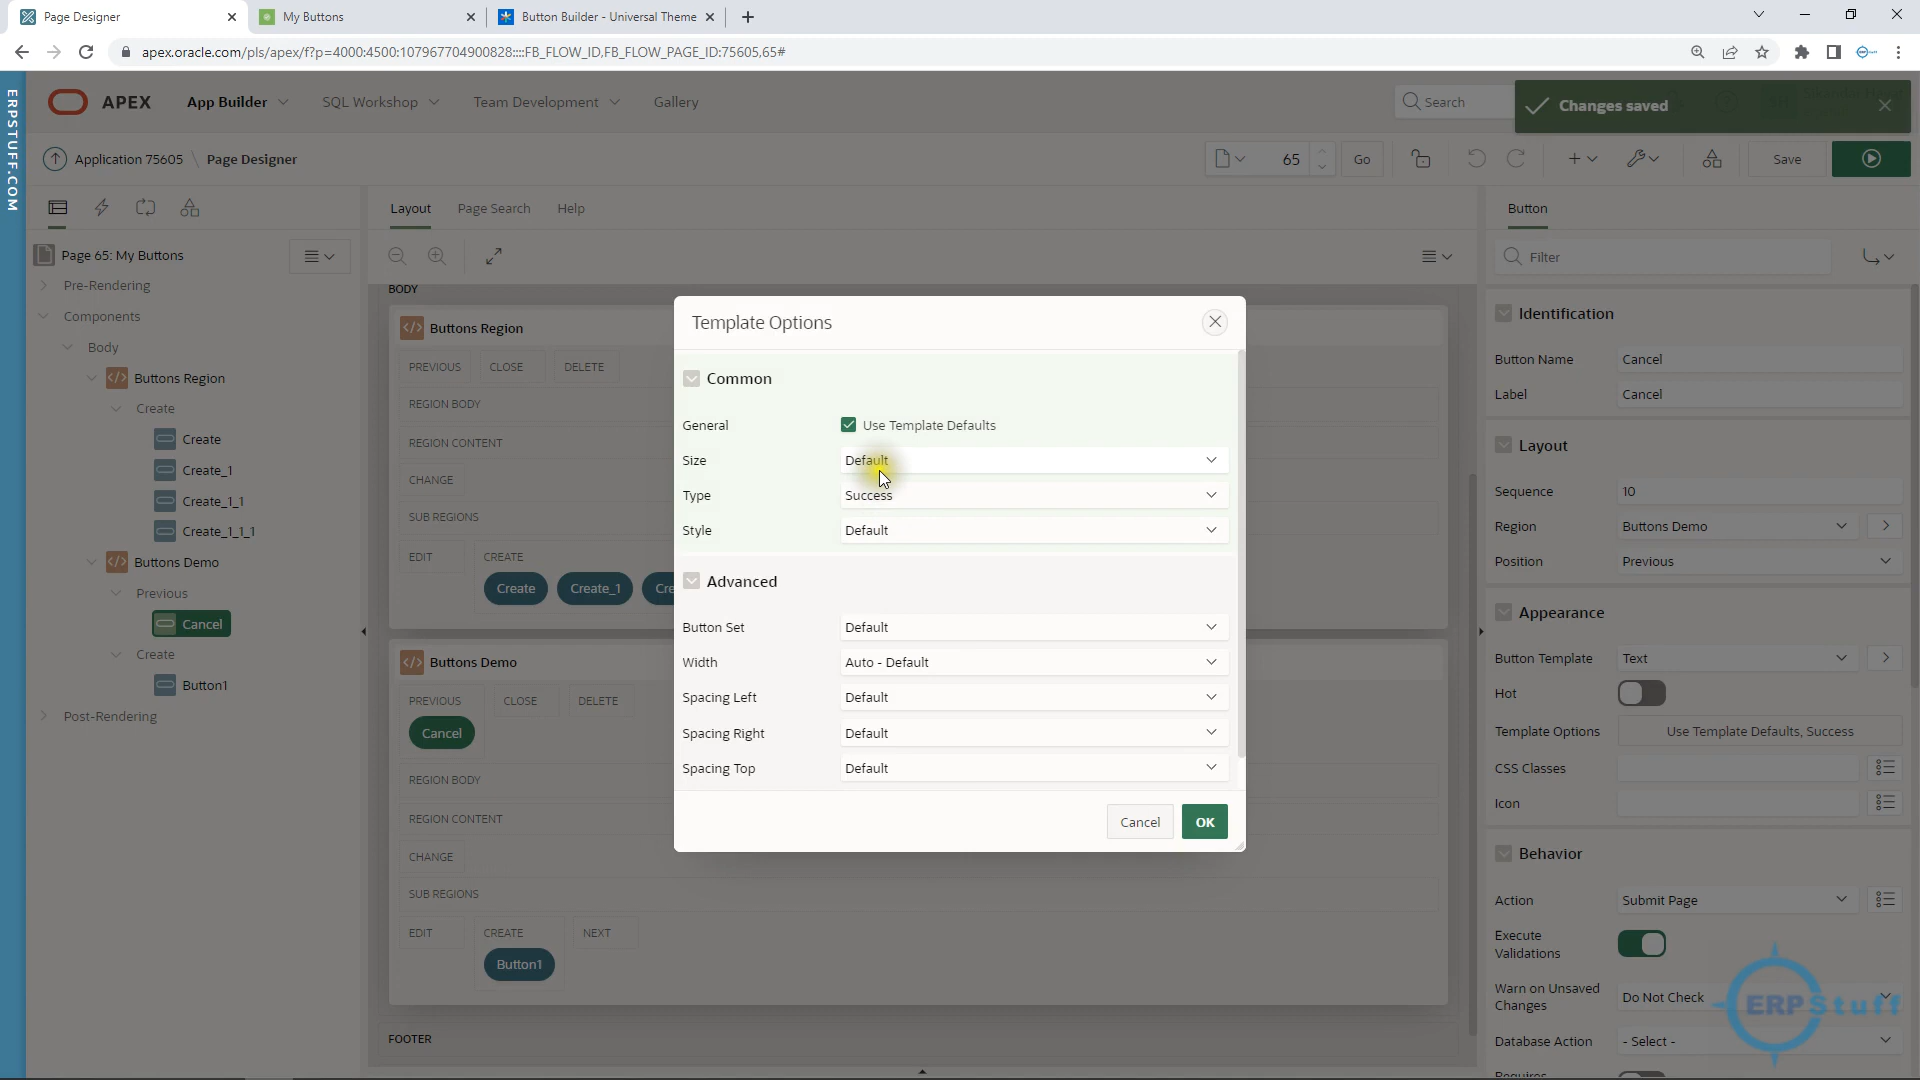 Page Designer
My Buttons
Button Builder - Universal Theme
apex.oracle.com/pls/apex/f?p=4000:4500:107967704900828::::FB_FLOW_ID,FB_FLOW_PAGE_ID:75605,65#
ERPSTUFF.COM
APEX
App Builder
SQL Workshop
Team Development
Gallery
Search
Changes saved
Application 75605
Page Designer
65
Go
Save
Layout
Page Search
Help
Button
Page 65: My Buttons
Pre-Rendering
Components
Body
Buttons Region
Create
Create
Create_1
Create_1_1
Create_1_1_1
Buttons Demo
Previous
Cancel
Create
Button1
Post-Rendering
BODY
Buttons Region
PREVIOUS
CLOSE
DELETE
REGION BODY
REGION CONTENT
CHANGE
SUB REGIONS
EDIT
CREATE
Create
Create_1
Cre
Buttons Demo
PREVIOUS
CLOSE
DELETE
Cancel
REGION BODY
REGION CONTENT
CHANGE
SUB REGIONS
EDIT
CREATE
NEXT
Button1
FOOTER
Template Options
Common
General
Use Template Defaults
Size
Default
Type
Success
Style
Default
Advanced
Button Set
Default
Width
Auto - Default
Spacing Left
Default
Spacing Right
Default
Spacing Top
Default
Cancel
OK
Filter
Identification
Button Name
Cancel
Label
Cancel
Layout
Sequence
10
Region
Buttons Demo
Position
Previous
Appearance
Button Template
Text
Hot
Template Options
Use Template Defaults, Success
CSS Classes
Icon
Behavior
Action
Submit Page
Execute
Validations
Warn on Unsaved
Changes
Do Not Check
Database Action
- Select -
Requires
ERPStuff